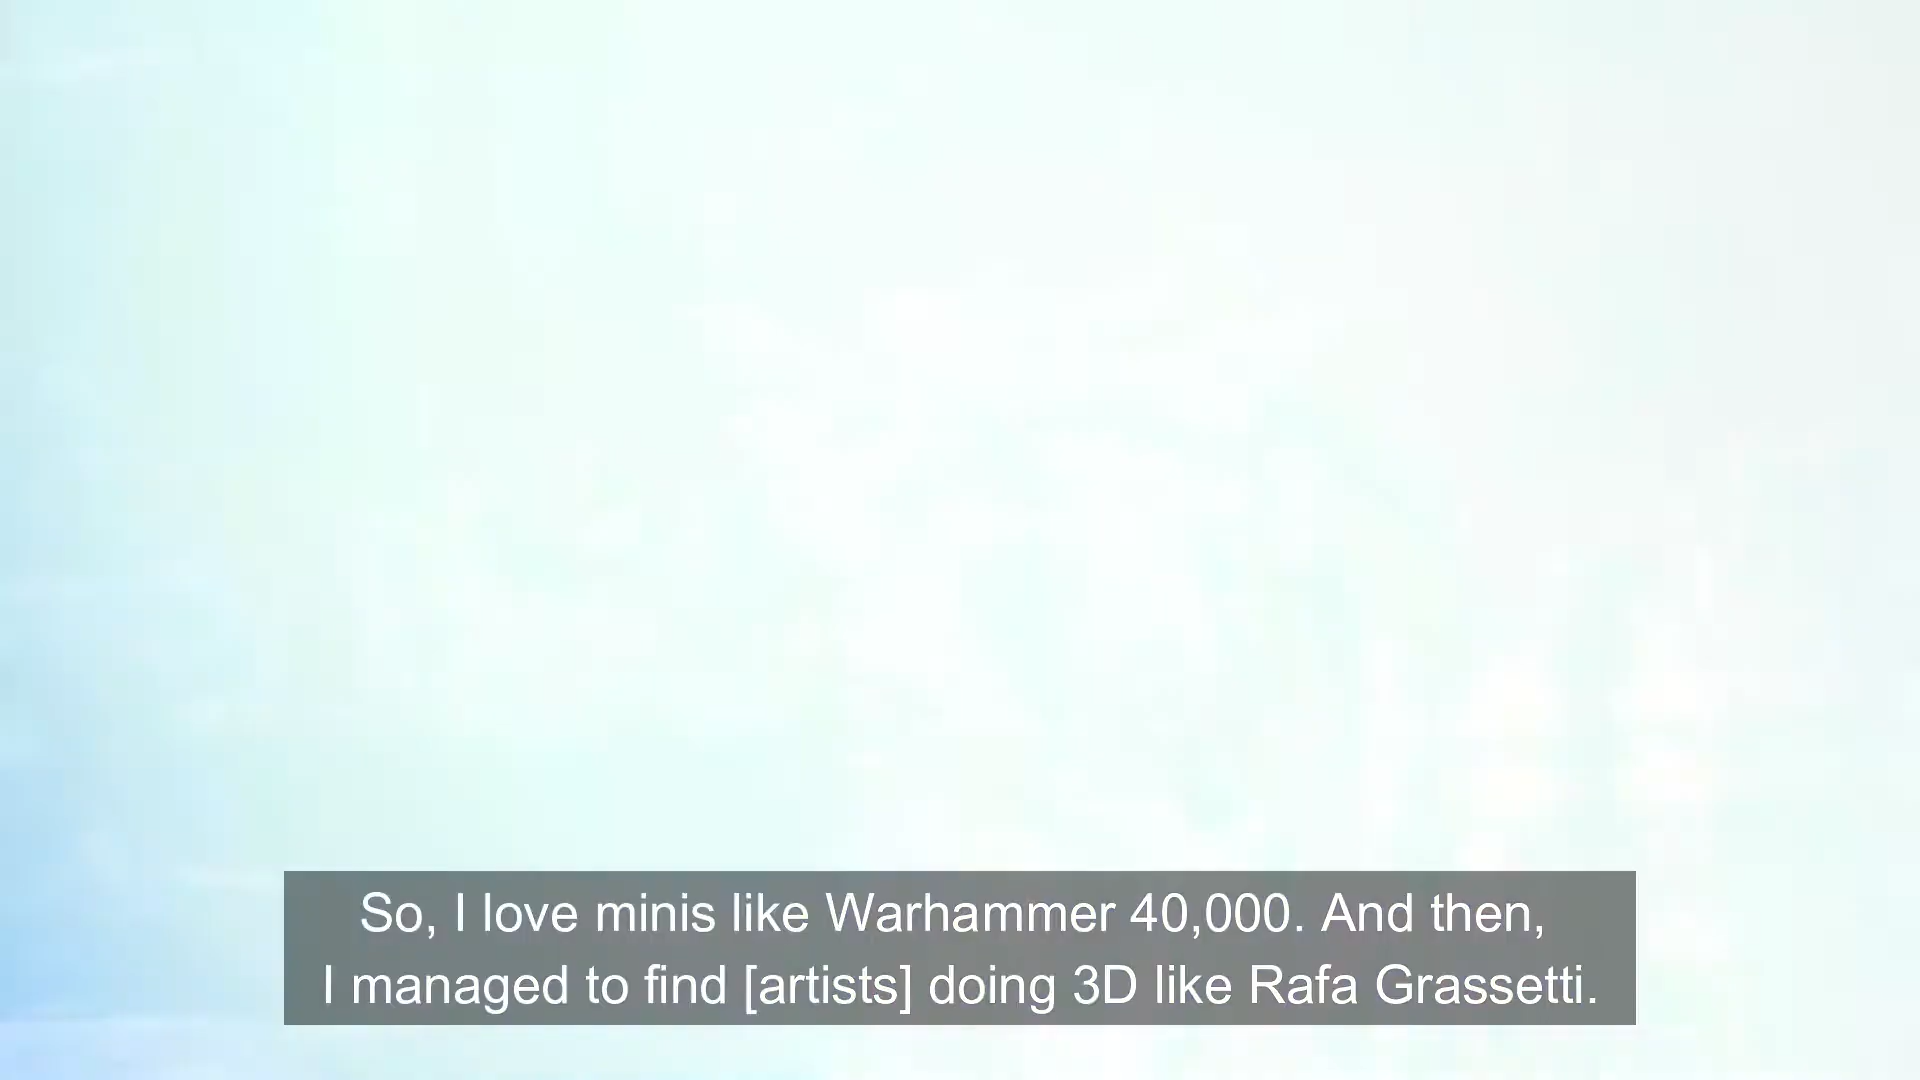 So, I love minis like Warhammer 40,000. And then,
I managed to find [artists] doing 3D like Rafa Grassetti.